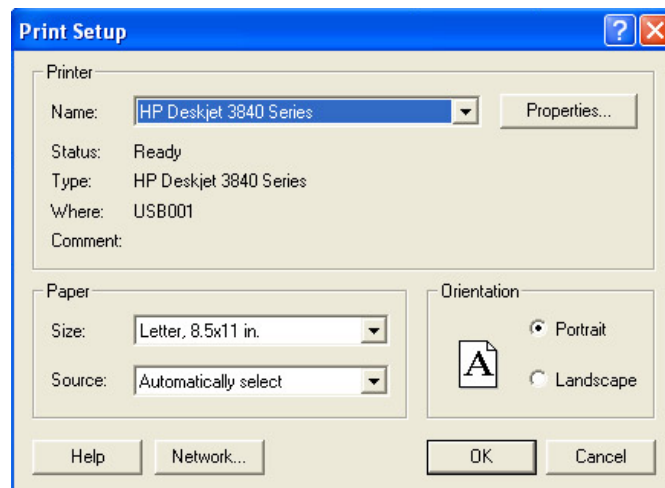 Print Setup
Printer
Name: HP Deskjet 3840 Series Properties...
Status: Ready
Type: HP Deskjet 3840 Series
Where: USB001
Comment:
Paper
Size: Letter, 8.5x11 in.
Source: Automatically select
Orientation
A
Portrait
Landscape
Help Network... OK Cancel